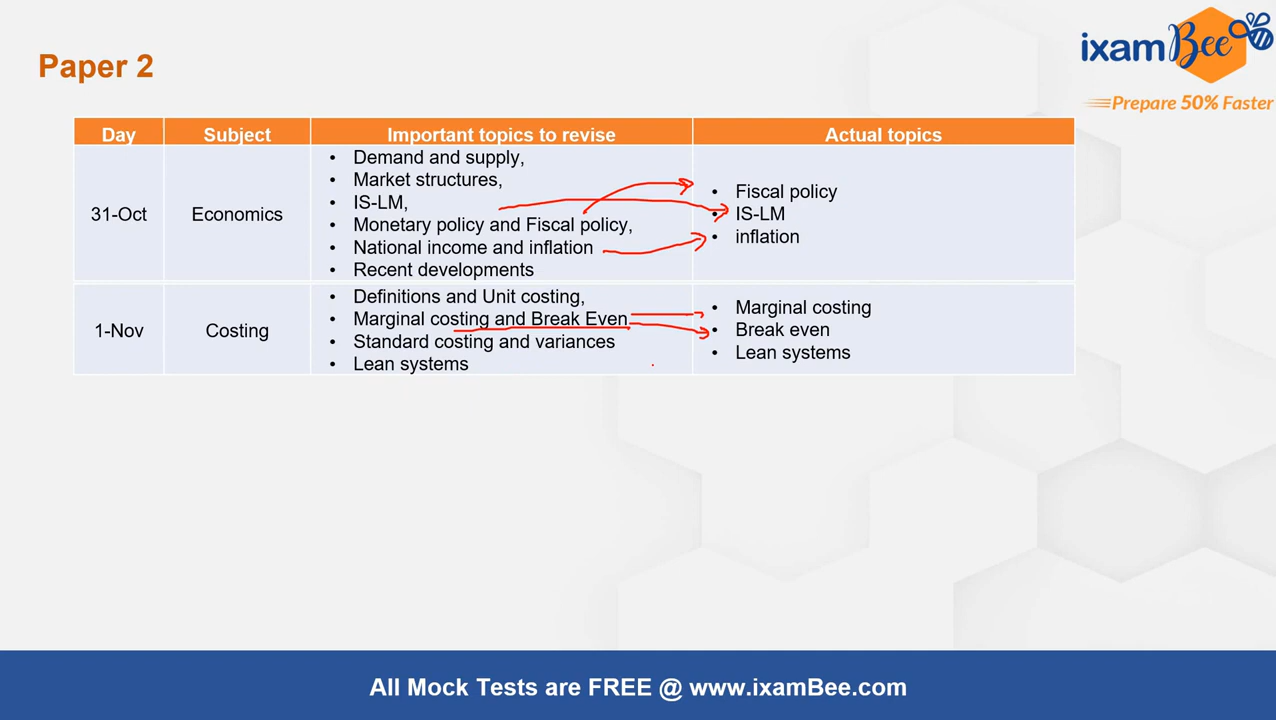 ixamBee
Prepare 50% Faster
Paper 2
Day Subject Important topics to revise Actual topics
31-Oct Economics
• Demand and supply,
• Market structures,
• IS-LM,
• Monetary policy and Fiscal policy,
• National income and inflation
• Recent developments
• Fiscal policy
• IS-LM
• inflation
1-Nov Costing
• Definitions and Unit costing,
• Marginal costing and Break Even
• Standard costing and variances
• Lean systems
• Marginal costing
• Break even
• Lean systems
All Mock Tests are FREE @ www.ixamBee.com